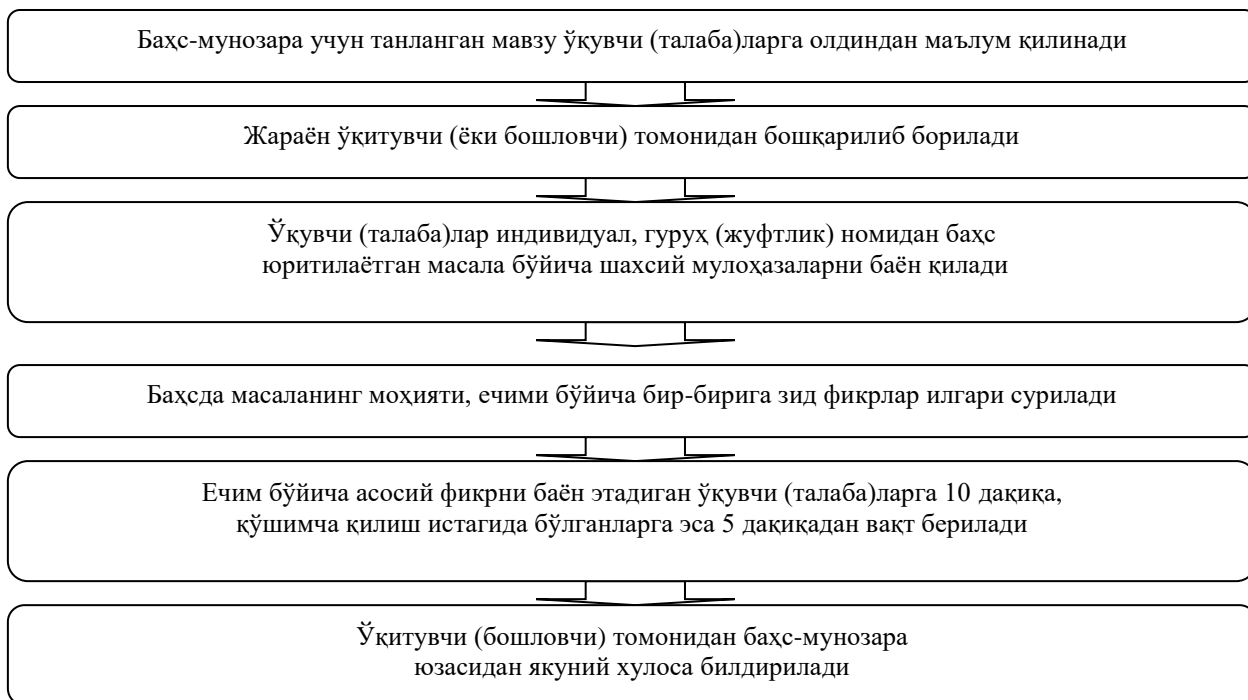 Баҳс-мунозара учун танланган мавзу ўқувчи (талаба)ларга олдиндан маълум қилинади
Жараён ўқитувчи (ёки бошловчи) томонидан бошқарилиб борилади
Ўқувчи (талаба)лар индивидуал, гуруҳ (жуфтлик) номидан баҳс
юритилаётган масала бўйича шахсий мулоҳазаларни баён қилади
Баҳсда масаланинг моҳияти, ечими бўйича бир-бирига зид фикрлар илгари сурилади
Ечим бўйича асосий фикрни баён этадиган ўқувчи (талаба)ларга 10 дақиқа,
қўшимча қилиш истагида бўлганларга эса 5 дақиқадан вақт берилади
Ўқитувчи (бошловчи) томонидан баҳс-мунозара
юзасидан якуний хулоса билдирилади